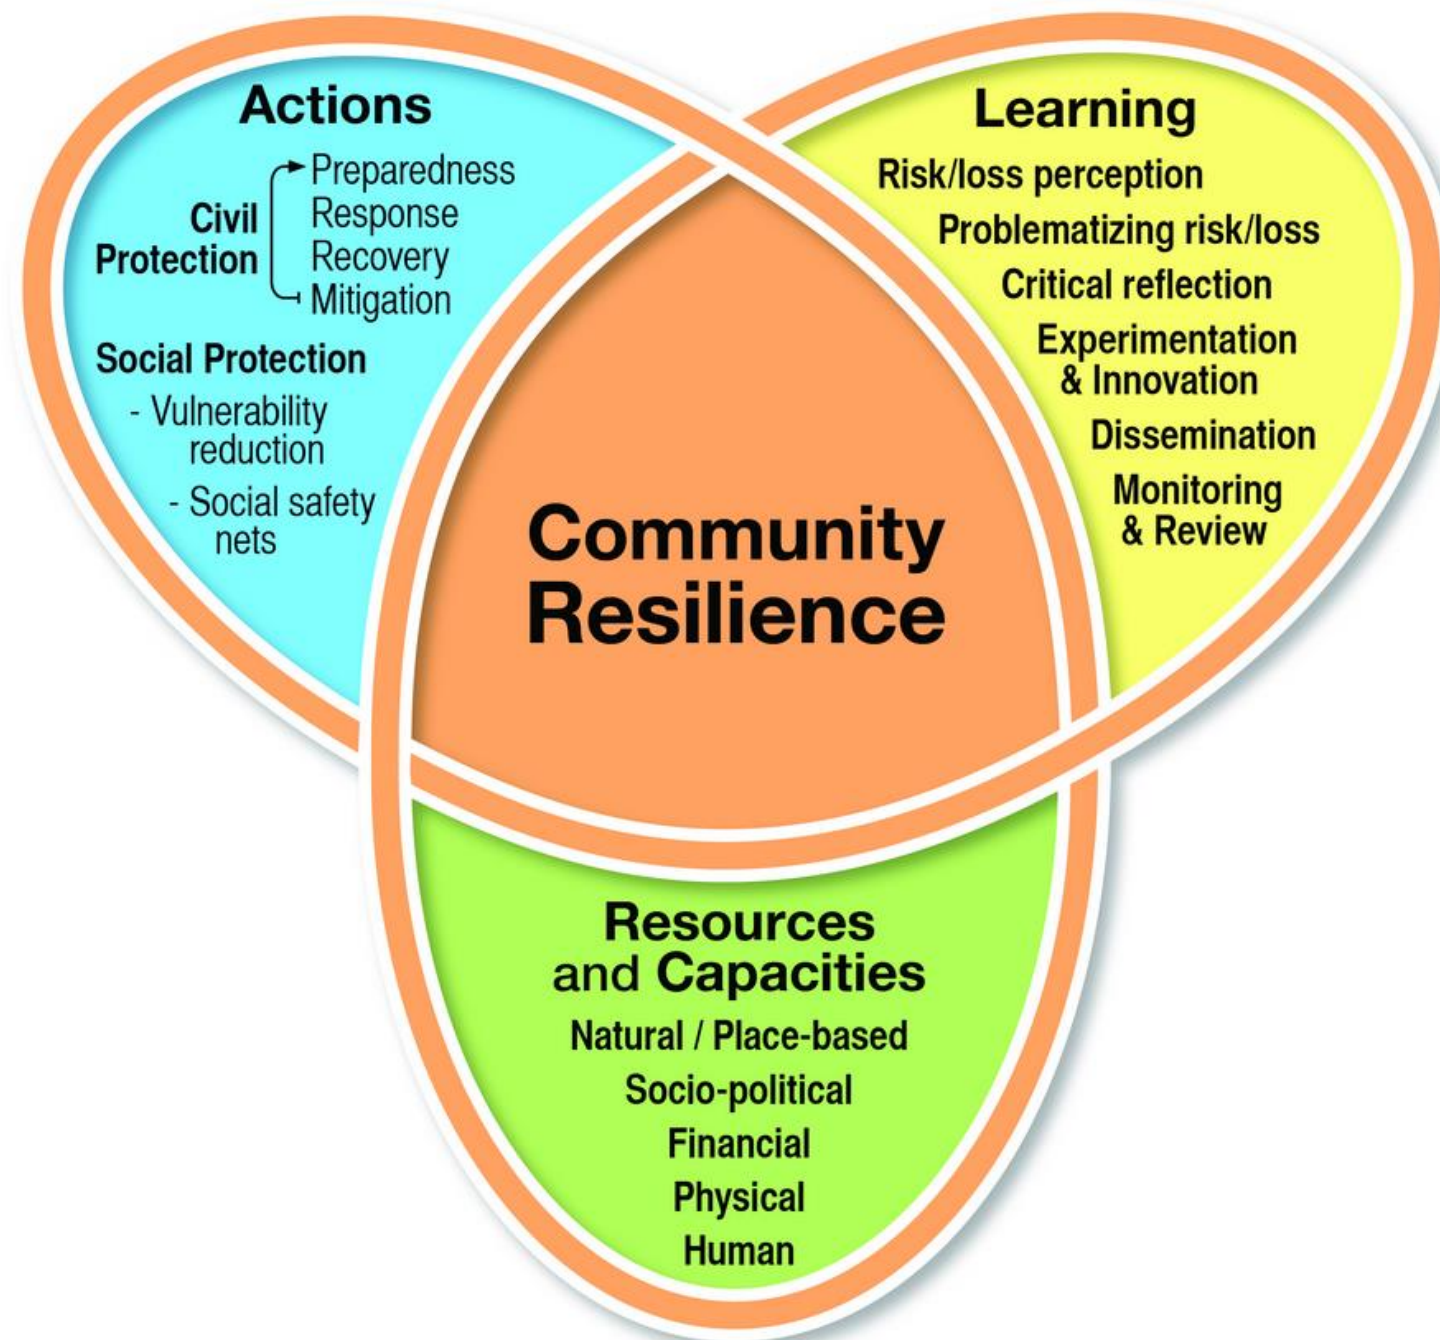 Actions
Civil
Protection
Preparedness
Response
Recovery
Mitigation
Social Protection
- Vulnerability
reduction
- Social safety
nets
Learning
Risk/loss perception
Problematizing risk/loss
Critical reflection
Experimentation
& Innovation
Dissemination
Monitoring
& Review
Community
Resilience
Resources
and Capacities
Natural / Place-based
Socio-political
Financial
Physical
Human